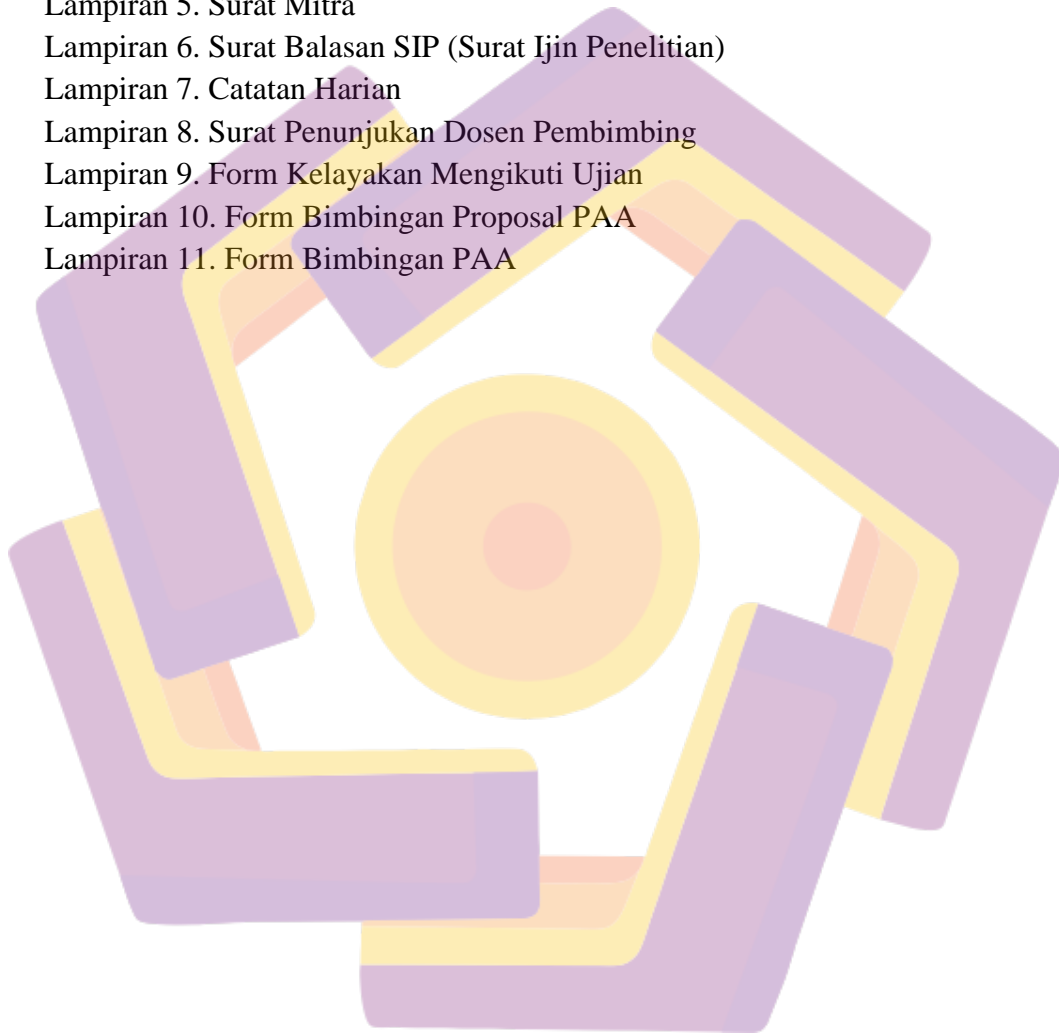 Lampiran 5. Surat Mitra
Lampiran 6. Surat Balasan SIP (Surat Ijin Penelitian)
Lampiran 7. Catatan Harian
Lampiran 8. Surat Penunjukan Dosen Pembimbing
Lampiran 9. Form Kelayakan Mengikuti Ujian
Lampiran 10. Form Bimbingan Proposal PAA
Lampiran 11. Form Bimbingan PAA